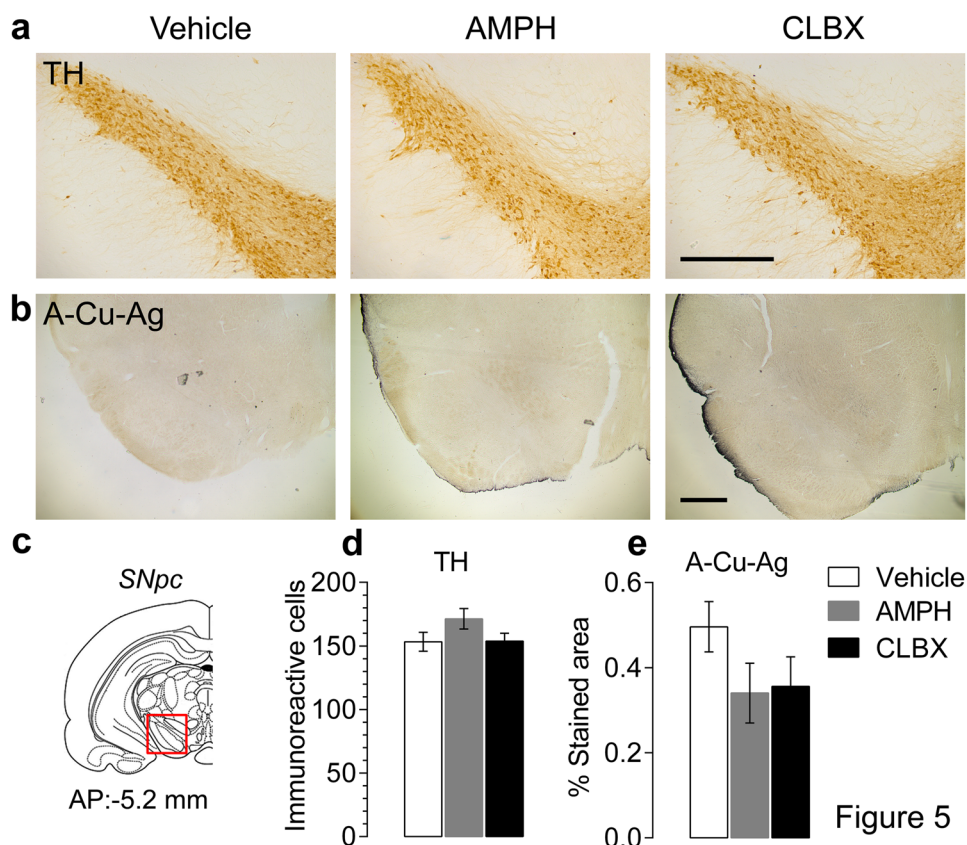 a Vehicle AMPH CLBX
TH
b A-Cu-Ag
c
SNpc
AP:-5.2 mm
d
TH
Immunoreactive cells
200
150
100
50
0
e
A-Cu-Ag
% Stained area
0.6
0.4
0.2
0.0
Vehicle
AMPH
CLBX
Figure 5